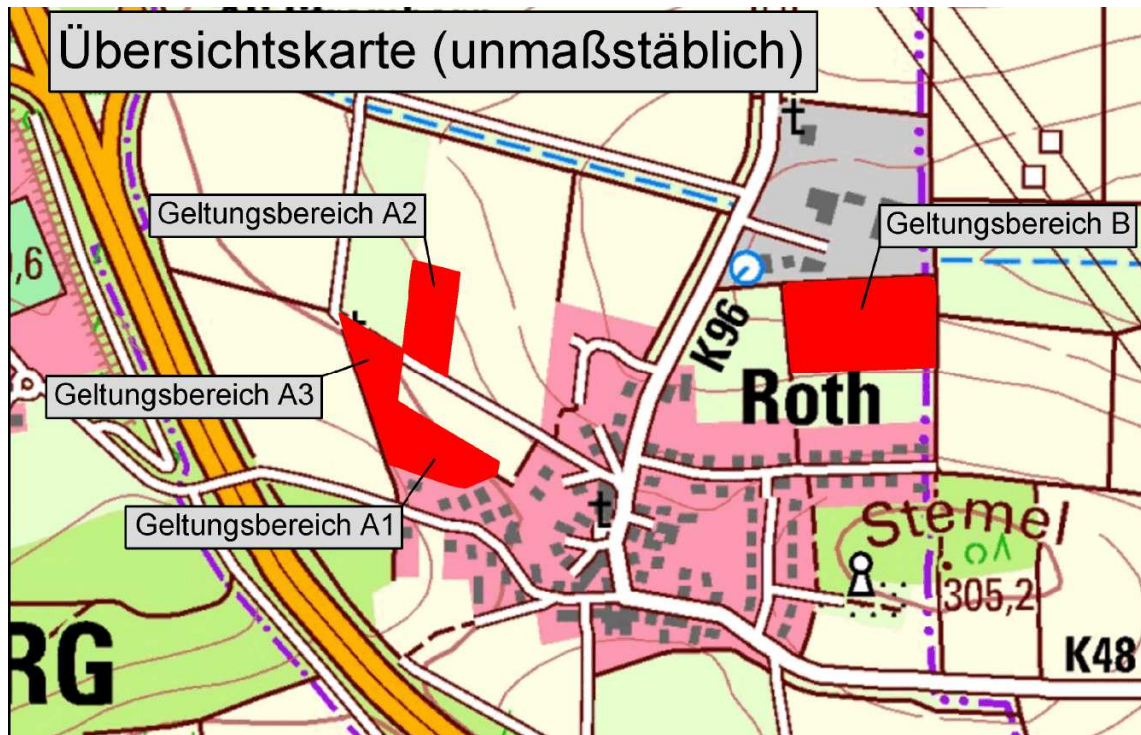 Übersichtskarte (unmaßstäblich)
Geltungsbereich A2
Geltungsbereich B
,6
K96
Geltungsbereich A3
Roth
Geltungsbereich A1
Stemel
305,2
RG
K48